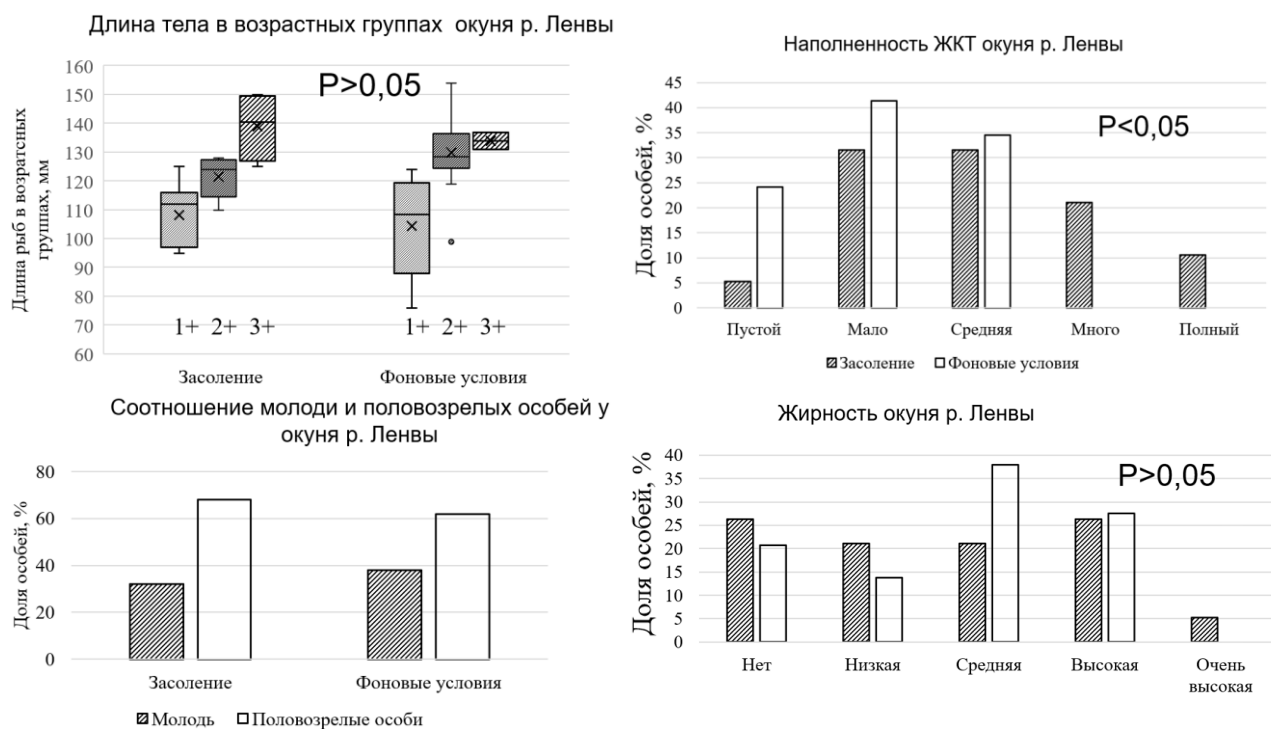 Длина тела в возрастных группах окуня р. Ленвы
P>0,05
Длина рыб в возратсных
группах, мм
160
150
140
130
120
110
100
90
80
70
60
1+ 2+ 3+
1+ 2+ 3+
Засоление
Фоновые условия
Наполненность ЖКТ окуня р. Ленвы
P<0,05
Доля особей, %
45
40
35
30
25
20
15
10
5
0
Пустой
Мало
Средняя
Много
Полный
Засоление
Фоновые условия
Соотношение молоди и половозрелых особей у
окуня р. Ленвы
Доля особей, %
80
60
40
20
0
Засоление
Фоновые условия
Молодь
Половозрелые особи
Жирность окуня р. Ленвы
P>0,05
Доля особей, %
40
35
30
25
20
15
10
5
0
Нет
Низкая
Средняя
Высокая
Очень
высокая